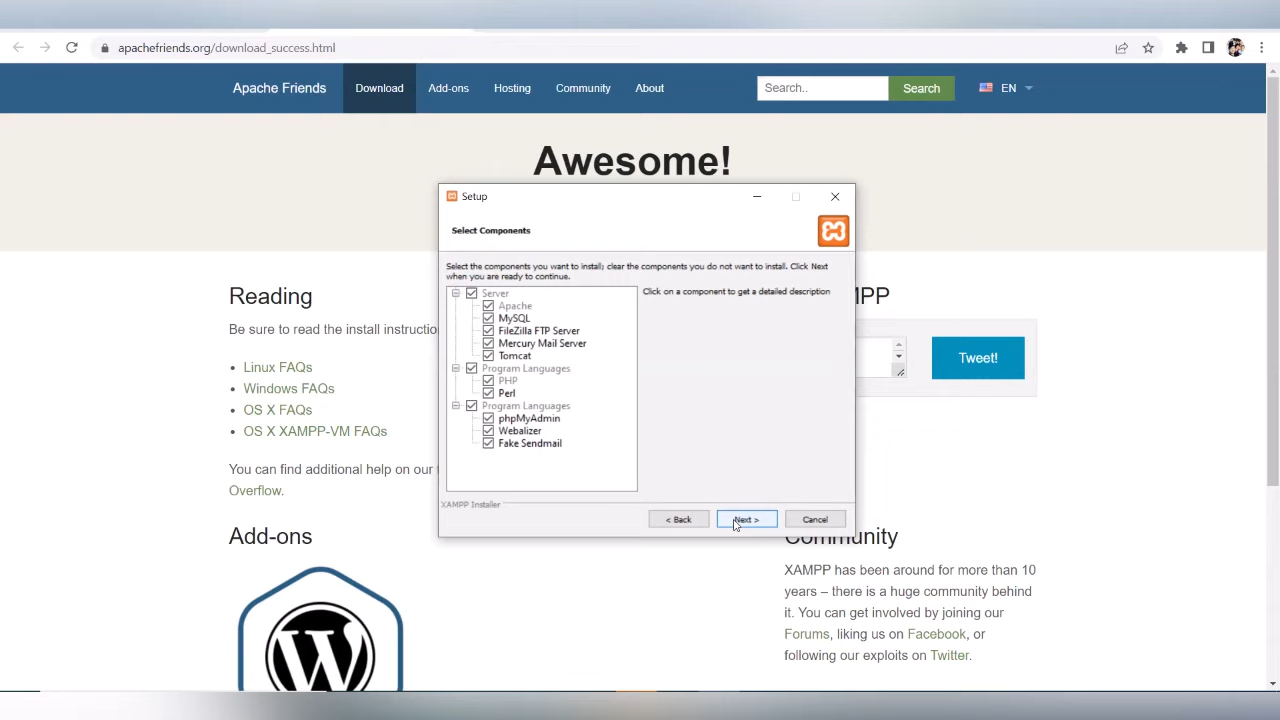 apachefriends.org/download_success.html
Apache Friends
Download
Add-ons
Hosting
Community
About
Search..
Search
EN
Awesome!
Setup
Select Components
Select the components you want to install; clear the components you do not want to install. Click Next
when you are ready to continue.
Server
Apache
MySQL
FileZilla FTP Server
Mercury Mail Server
Tomcat
Program Languages
PHP
Perl
Program Languages
phpMyAdmin
Webalizer
Fake Sendmail
Click on a component to get a detailed description
XAMPP Installer
< Back
Next >
Cancel
Reading
Be sure to read the install
Linux FAQs
Windows FAQs
OS X FAQs
OS X XAMPP-VM FAQs
You can find additional help on our
Overflow.
Tweet!
Add-ons
Community
XAMPP has been around for more than 10
years – there is a huge community behind
it. You can get involved by joining our
Forums, liking us on Facebook, or
following our exploits on Twitter.